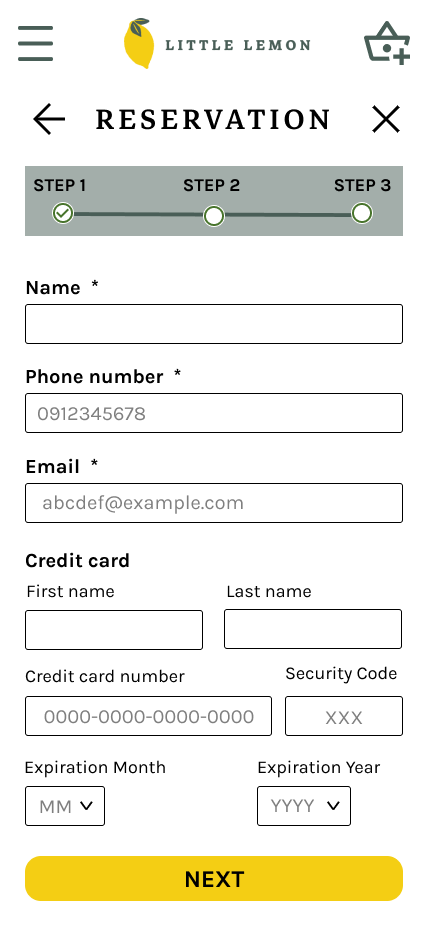 LITTLE LEMON
RESERVATION
STEP 1 STEP 2 STEP 3
Name *
Phone number *
0912345678
Email *
abcdef@example.com
Credit card
First name Last name
Credit card number Security Code
0000-0000-0000-0000 XXX
Expiration Month Expiration Year
MM YYYY
NEXT